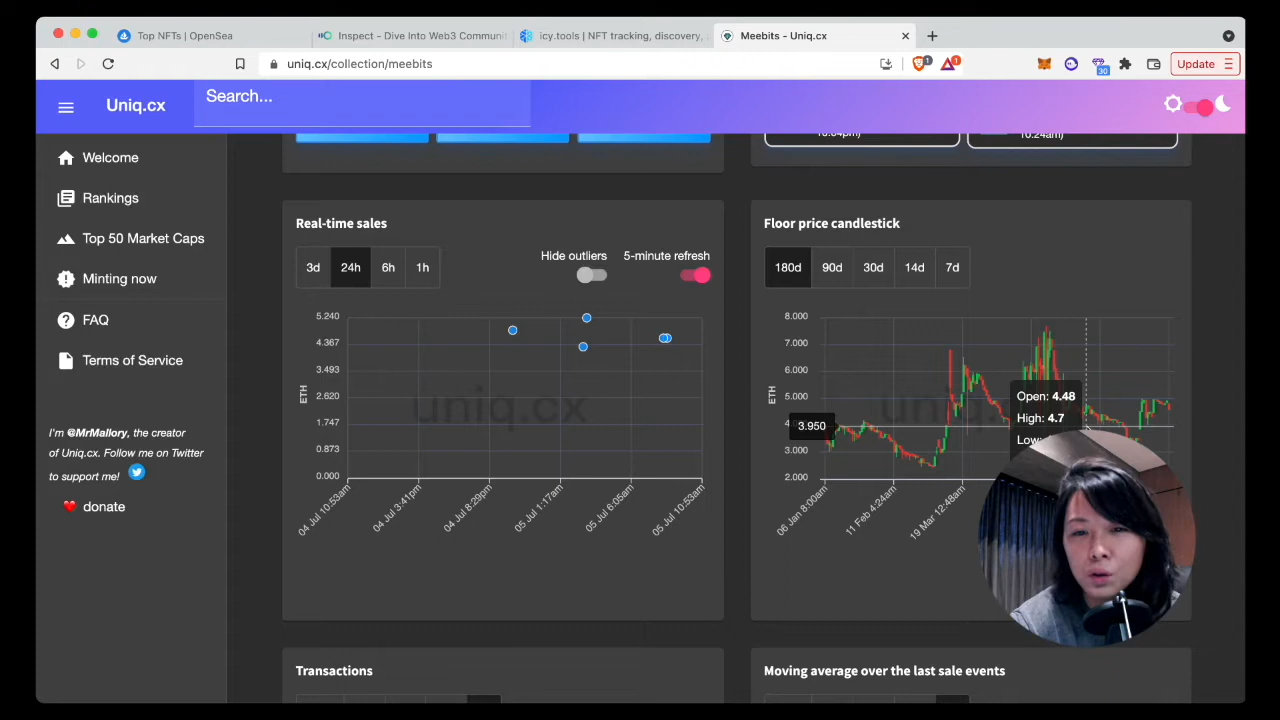 Top NFTs | OpenSea
Inspect - Dive Into Web3 Communi
icy.tools | NFT tracking, discovery,
Meebits - Uniq.cx
uniq.cx/collection/meebits
1
1
30
Update
Uniq.cx
Search...
Welcome
Rankings
Top 50 Market Caps
Minting now
FAQ
Terms of Service
I'm @MrMallory, the creator
of Uniq.cx. Follow me on Twitter
to support me!
donate
10:24am)
Real-time sales
3d
24h
6h
1h
Hide outliers
5-minute refresh
5.240
4.367
3.493
2.620
1.747
0.873
0.000
ETH
uniq.cx
04 Jul 10:53am
04 Jul 3:41pm
04 Jul 8:29pm
05 Jul 1:17am
05 Jul 6:05am
05 Jul 10:53am
Floor price candlestick
180d
90d
30d
14d
7d
8.000
7.000
6.000
5.000
3.950
3.000
2.000
ETH
Open: 4.48
High: 4.7
Low:
06 Jan 8:00am
11 Feb 4:24am
19 Mar 12:48am
Transactions
Moving average over the last sale events